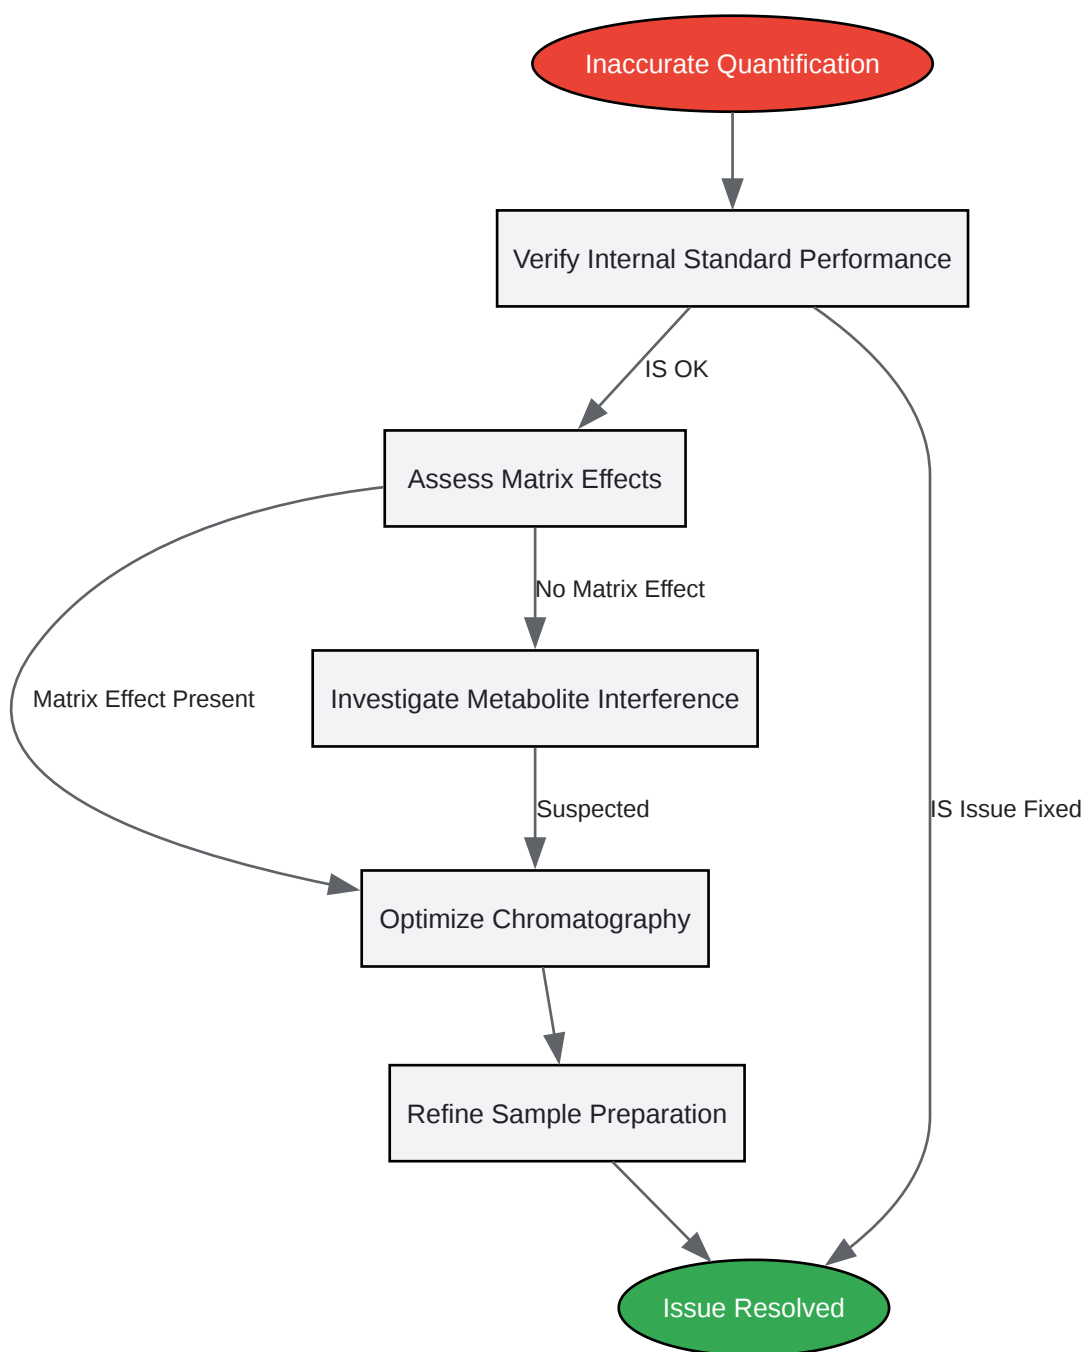 Inaccurate Quantification
Verify Internal Standard Performance
IS OK
Assess Matrix Effects
No Matrix Effect
Matrix Effect Present
Investigate Metabolite Interference
Suspected
IS Issue Fixed
Optimize Chromatography
Refine Sample Preparation
Issue Resolved